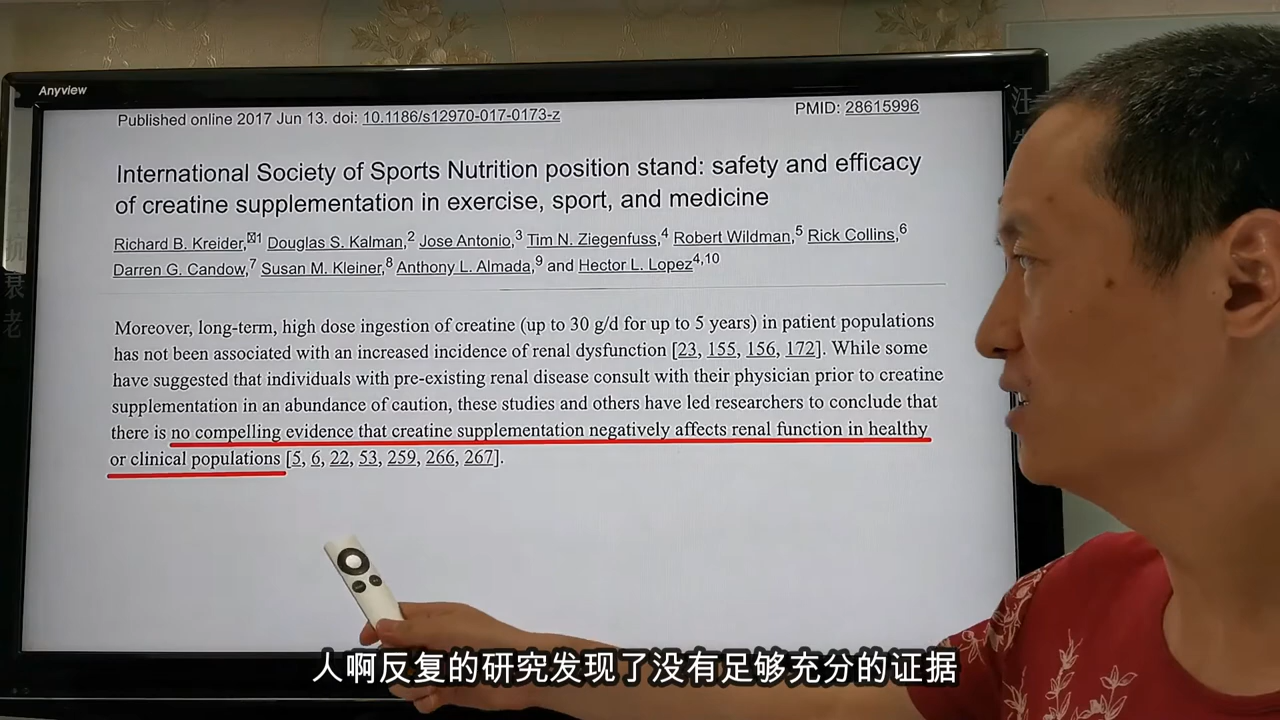 Anyview
Published online 2017 Jun 13. doi: 10.1186/s12970-017-0173-z
PMID: 28615996
International Society of Sports Nutrition position stand: safety and efficacy
of creatine supplementation in exercise, sport, and medicine
Richard B. Kreider,✉1 Douglas S. Kalman,2 Jose Antonio,3 Tim N. Ziegenfuss,4 Robert Wildman,5 Rick Collins,6
Darren G. Candow,7 Susan M. Kleiner,8 Anthony L. Almada,9 and Hector L. Lopez4,10
Moreover, long-term, high dose ingestion of creatine (up to 30 g/d for up to 5 years) in patient populations
has not been associated with an increased incidence of renal dysfunction [23, 155, 156, 172]. While some
have suggested that individuals with pre-existing renal disease consult with their physician prior to creatine
supplementation in an abundance of caution, these studies and others have led researchers to conclude that
there is no compelling evidence that creatine supplementation negatively affects renal function in healthy
or clinical populations [5, 6, 22, 53, 259, 266, 267].
抗衰老
汪
人啊反复的研究发现了没有足够充分的证据